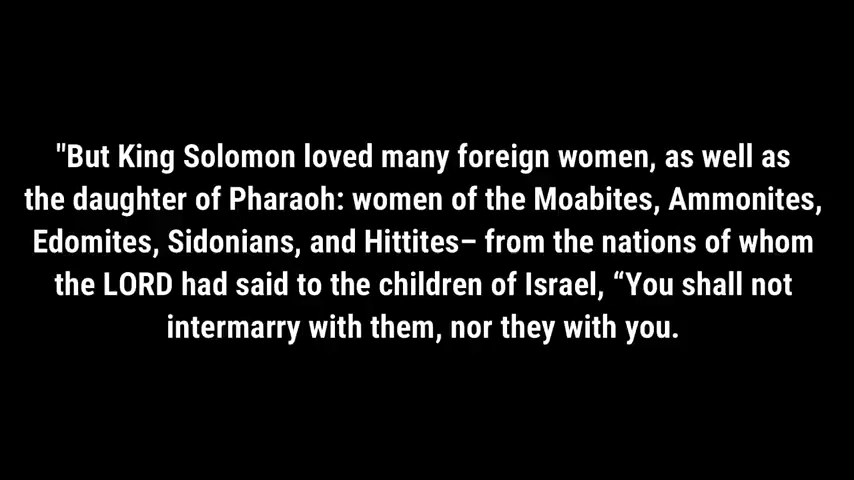 "But King Solomon loved many foreign women, as well as
the daughter of Pharaoh: women of the Moabites, Ammonites,
Edomites, Sidonians, and Hittites– from the nations of whom
the LORD had said to the children of Israel, “You shall not
intermarry with them, nor they with you.